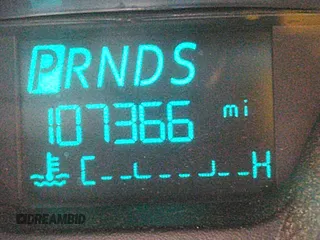 PRNDS
107366 mi
C H
DREAMBID